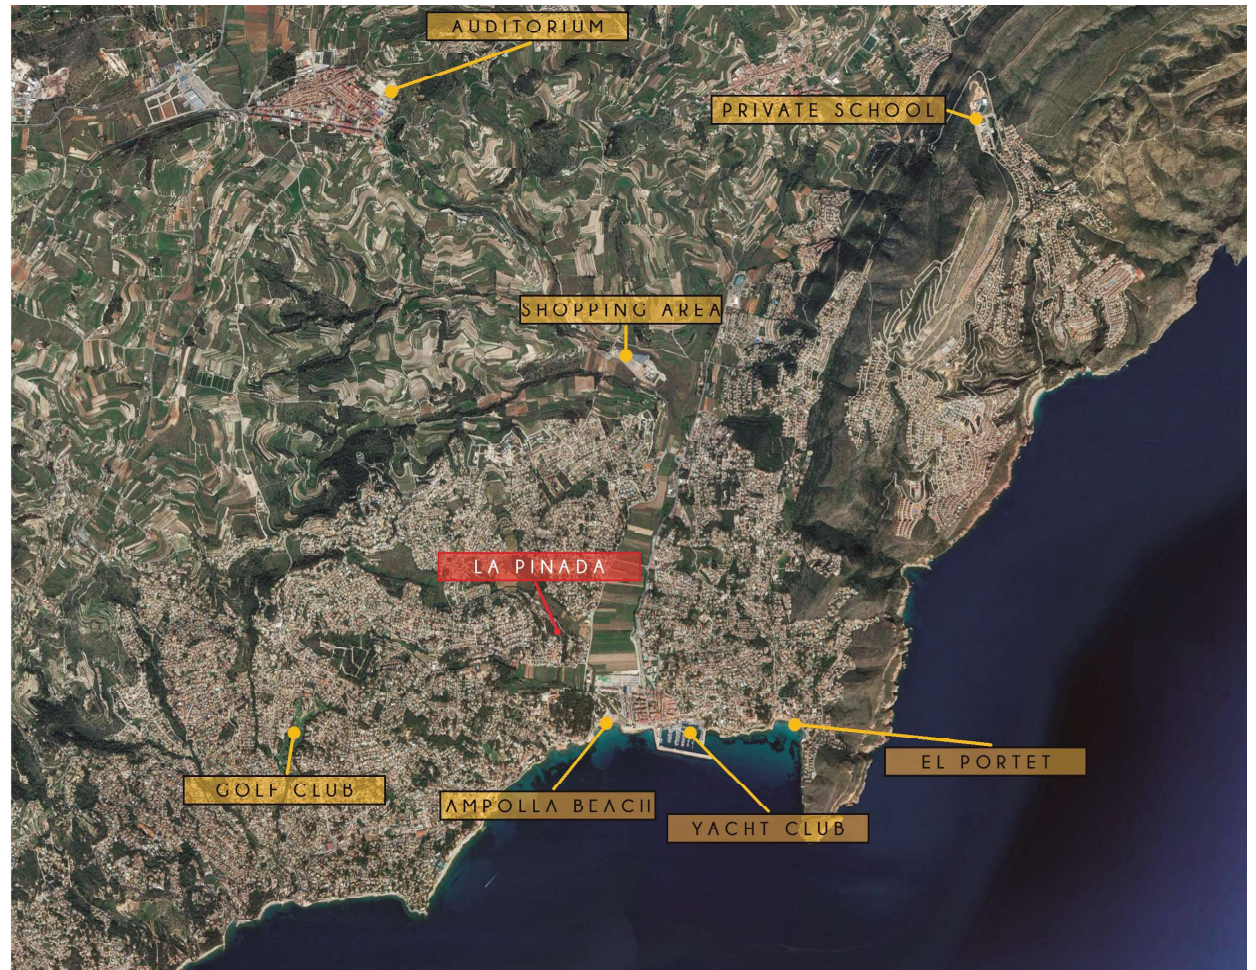 AUDITORIUM
PRIVATE SCHOOL
SHOPPING AREA
LA PINADA
EL PORTET
GOLF CLUB
AMPOLLA BEACH
YACHT CLUB